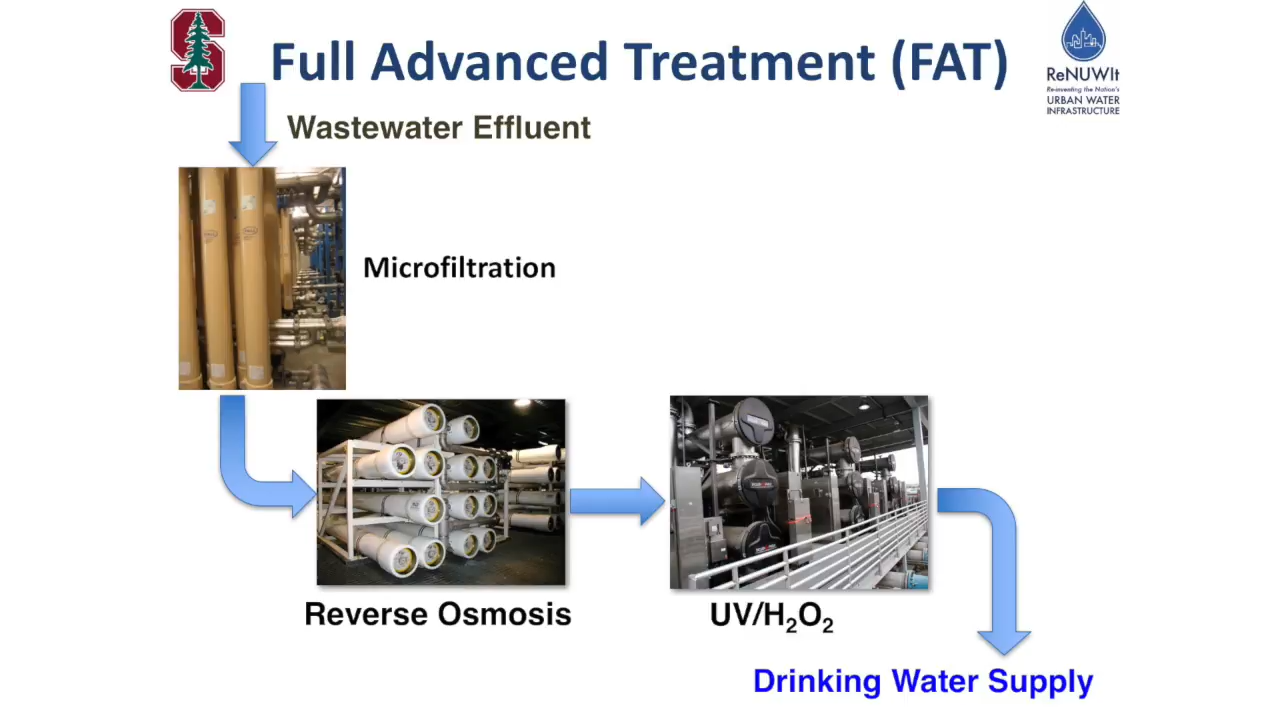 Full Advanced Treatment (FAT)
ReNUWIt
Re-inventing the Nation's
URBAN WATER
INFRASTRUCTURE
Wastewater Effluent
Microfiltration
Reverse Osmosis
UV/H₂O₂
Drinking Water Supply